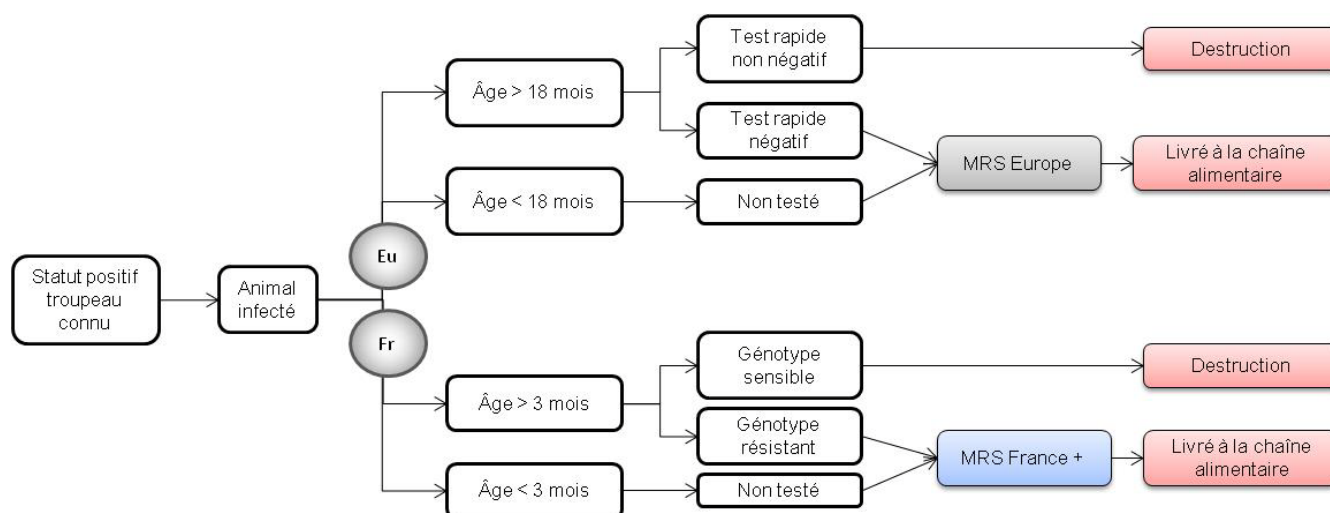 Test rapide
non négatif
Destruction
Âge > 18 mois
Test rapide
négatif
MRS Europe
Livré à la chaîne
alimentaire
Âge < 18 mois
Non testé
Eu
Statut positif
troupeau
connu
Animal
infecté
Fr
Génotype
sensible
Destruction
Âge > 3 mois
Génotype
résistant
MRS France +
Livré à la chaîne
alimentaire
Âge < 3 mois
Non testé